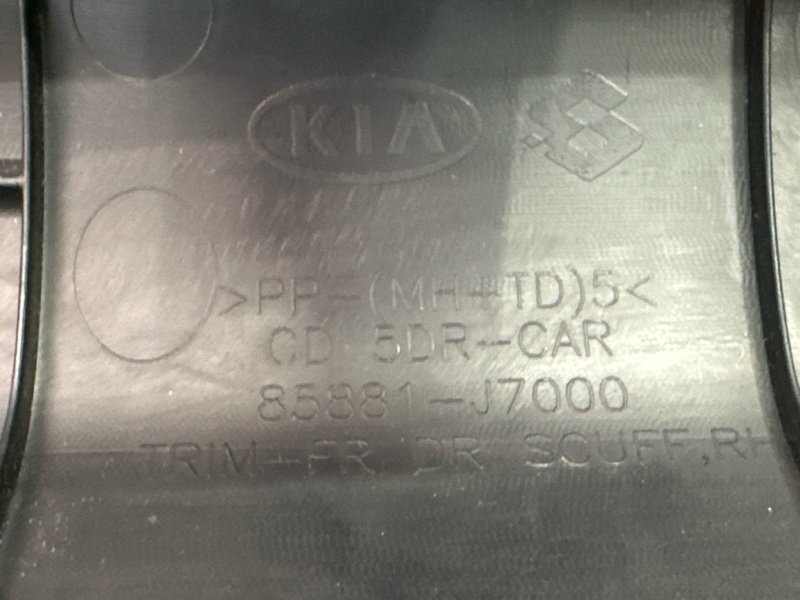 KIA
>PP-(MH+TD)5<
CD 5DR-CAR
85881-J7000
TRIM-FR DR SCUFF,RH